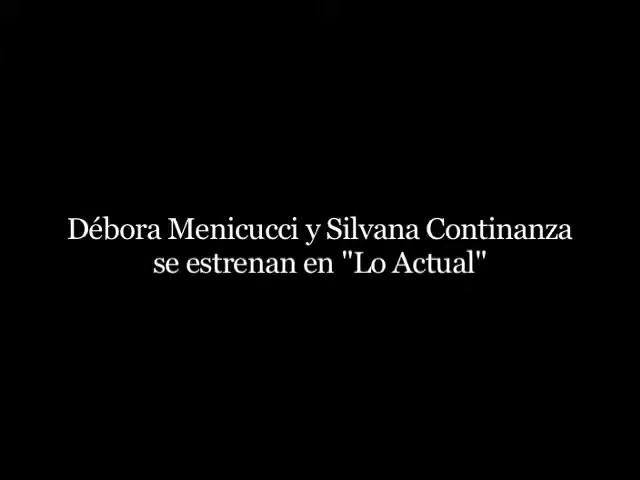 Débora Menicucci y Silvana Continanza
se estrenan en "Lo Actual"